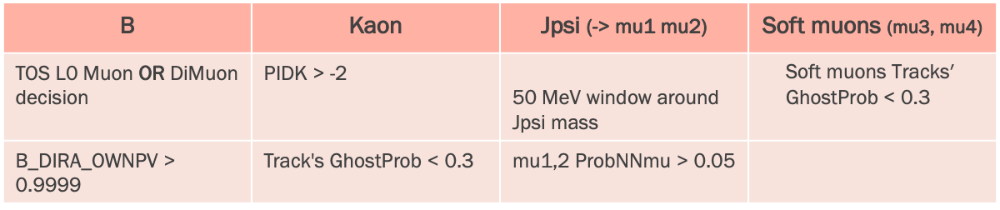 B
Kaon
Jpsi (-> mu1 mu2)
Soft muons (mu3, mu4)
TOS L0 Muon OR DiMuon
decision
PIDK > -2
50 MeV window around
Jpsi mass
Soft muons Tracks’
GhostProb < 0.3
B_DIRA_OWNPV >
0.9999
Track's GhostProb < 0.3
mu1,2 ProbNNmu > 0.05